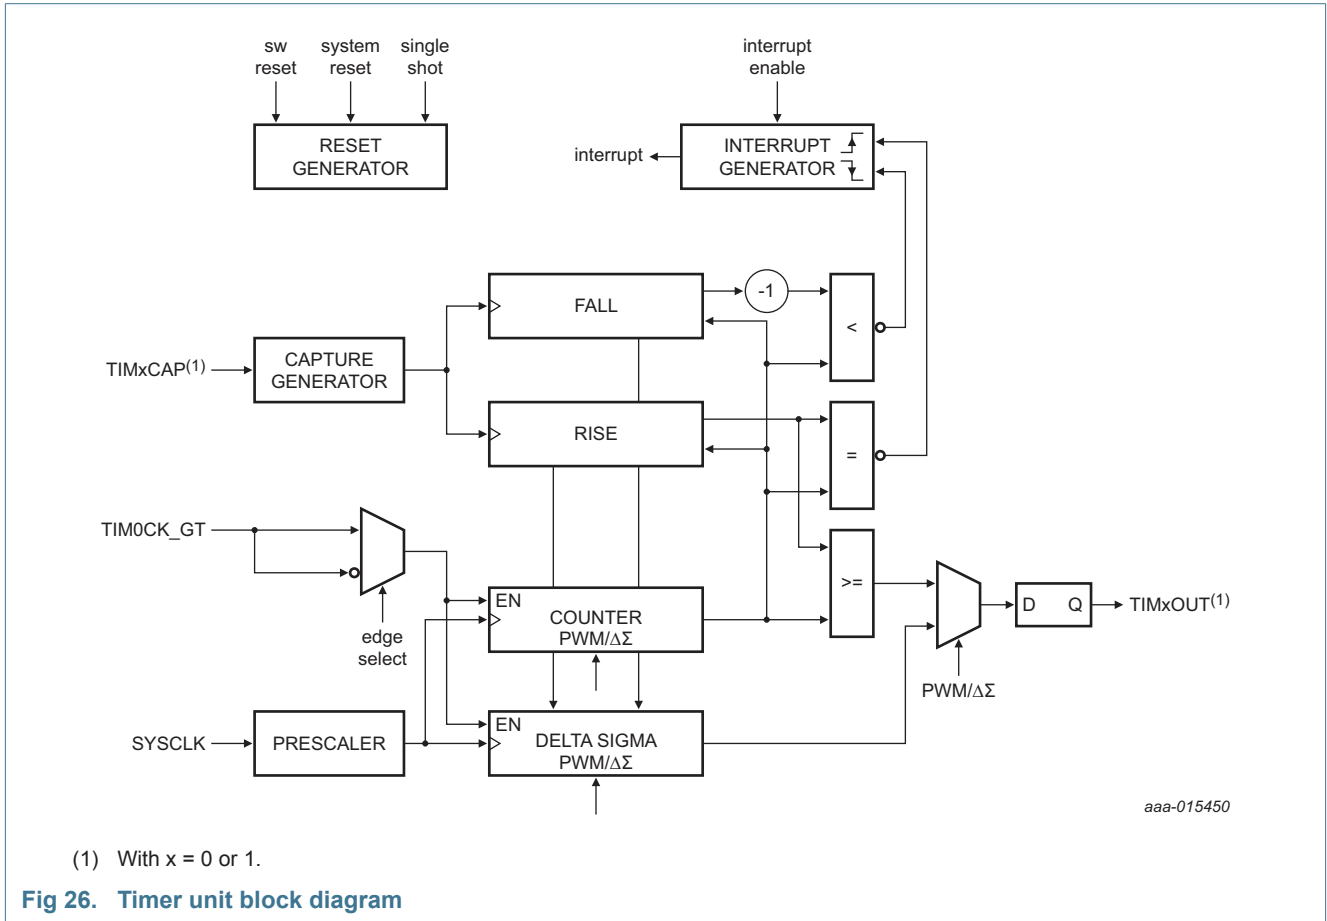 sw reset
system reset
single shot
interrupt enable
RESET GENERATOR
interrupt
INTERRUPT GENERATOR
FALL
-1
<
TIMxCAP(1)
CAPTURE GENERATOR
RISE
=
TIM0CK_GT
edge select
EN
COUNTER
PWM/ΔΣ
>=
D Q
TIMxOUT(1)
PWM/ΔΣ
SYSCLK
PRESCALER
EN
DELTA SIGMA
PWM/ΔΣ
aaa-015450
(1) With x = 0 or 1.
Fig 26. Timer unit block diagram